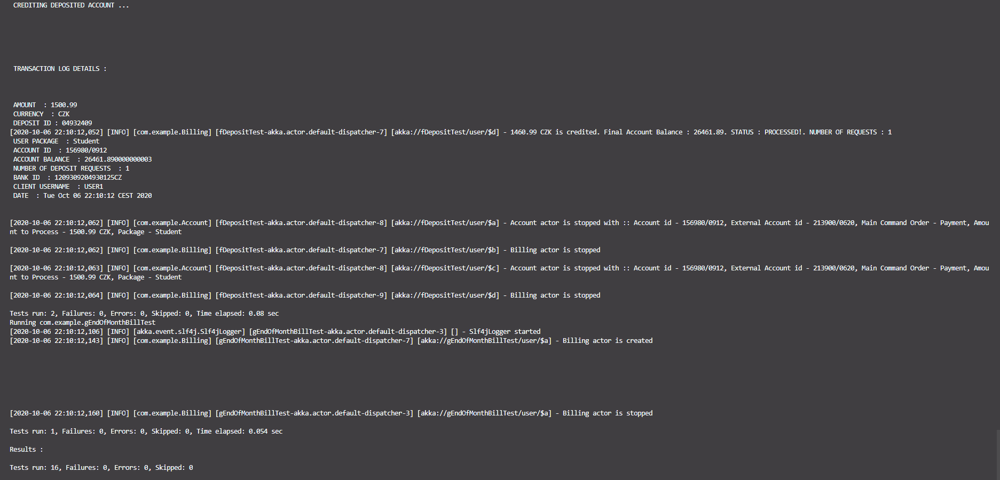 CREDITING DEPOSITED ACCOUNT ...
TRANSACTION LOG DETAILS :
AMOUNT  : 1500.99
CURRENCY  : CZK
DEPOSIT ID : 04932409
[2020-10-06 22:10:12,052] [INFO] [com.example.Billing] [fDepositTest-akka.actor.default-dispatcher-7] [akka://fDepositTest/user/$d] - 1460.99 CZK is credited. Final Account Balance : 26461.89. STATUS : PROCESSED!. NUMBER OF REQUESTS : 1
USER PACKAGE  : Student
ACCOUNT ID  : 156980/0912
ACCOUNT BALANCE  : 26461.890000000003
NUMBER OF DEPOSIT REQUESTS  : 1
BANK ID  : 1209309204930125CZ
CLIENT USERNAME  : USER1
DATE  : Tue Oct 06 22:10:12 CEST 2020
[2020-10-06 22:10:12,062] [INFO] [com.example.Account] [fDepositTest-akka.actor.default-dispatcher-8] [akka://fDepositTest/user/$a] - Account actor is stopped with :: Account id - 156980/0912, External Account id - 213900/0620, Main Command Order - Payment, Amou
nt to Process - 1500.99 CZK, Package - Student
[2020-10-06 22:10:12,062] [INFO] [com.example.Billing] [fDepositTest-akka.actor.default-dispatcher-7] [akka://fDepositTest/user/$b] - Billing actor is stopped
[2020-10-06 22:10:12,063] [INFO] [com.example.Account] [fDepositTest-akka.actor.default-dispatcher-8] [akka://fDepositTest/user/$c] - Account actor is stopped with :: Account id - 156980/0912, External Account id - 213900/0620, Main Command Order - Payment, Amou
nt to Process - 1500.99 CZK, Package - Student
[2020-10-06 22:10:12,064] [INFO] [com.example.Billing] [fDepositTest-akka.actor.default-dispatcher-9] [akka://fDepositTest/user/$d] - Billing actor is stopped
Tests run: 2, Failures: 0, Errors: 0, Skipped: 0, Time elapsed: 0.08 sec
Running com.example.gEndOfMonthBillTest
[2020-10-06 22:10:12,106] [INFO] [akka.event.slf4j.Slf4jLogger] [gEndOfMonthBillTest-akka.actor.default-dispatcher-3] [] - Slf4jLogger started
[2020-10-06 22:10:12,143] [INFO] [com.example.Billing] [gEndOfMonthBillTest-akka.actor.default-dispatcher-7] [akka://gEndOfMonthBillTest/user/$a] - Billing actor is created
[2020-10-06 22:10:12,160] [INFO] [com.example.Billing] [gEndOfMonthBillTest-akka.actor.default-dispatcher-3] [akka://gEndOfMonthBillTest/user/$a] - Billing actor is stopped
Tests run: 1, Failures: 0, Errors: 0, Skipped: 0, Time elapsed: 0.054 sec
Results :
Tests run: 16, Failures: 0, Errors: 0, Skipped: 0